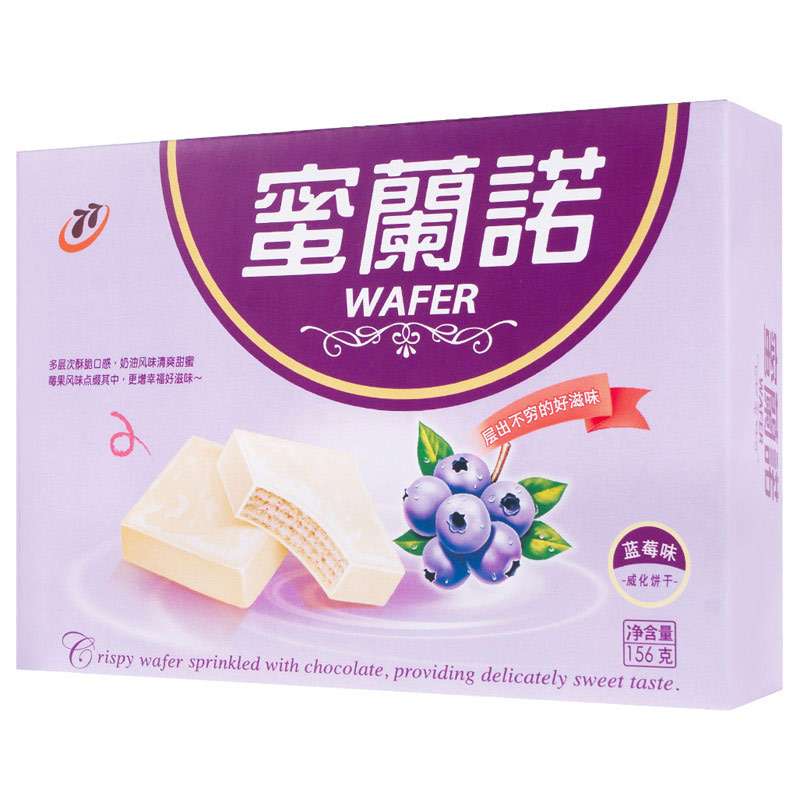 77
蜜蘭諾
WAFER
多层次酥脆口感，奶油风味清爽甜蜜
莓果风味点缀其中，更增幸福好滋味～
层出不穷的好滋味
蓝莓味
-威化饼干-
净含量
156克
Crispy wafer sprinkled with chocolate, providing delicately sweet taste.
蜜蘭諾
WAFER